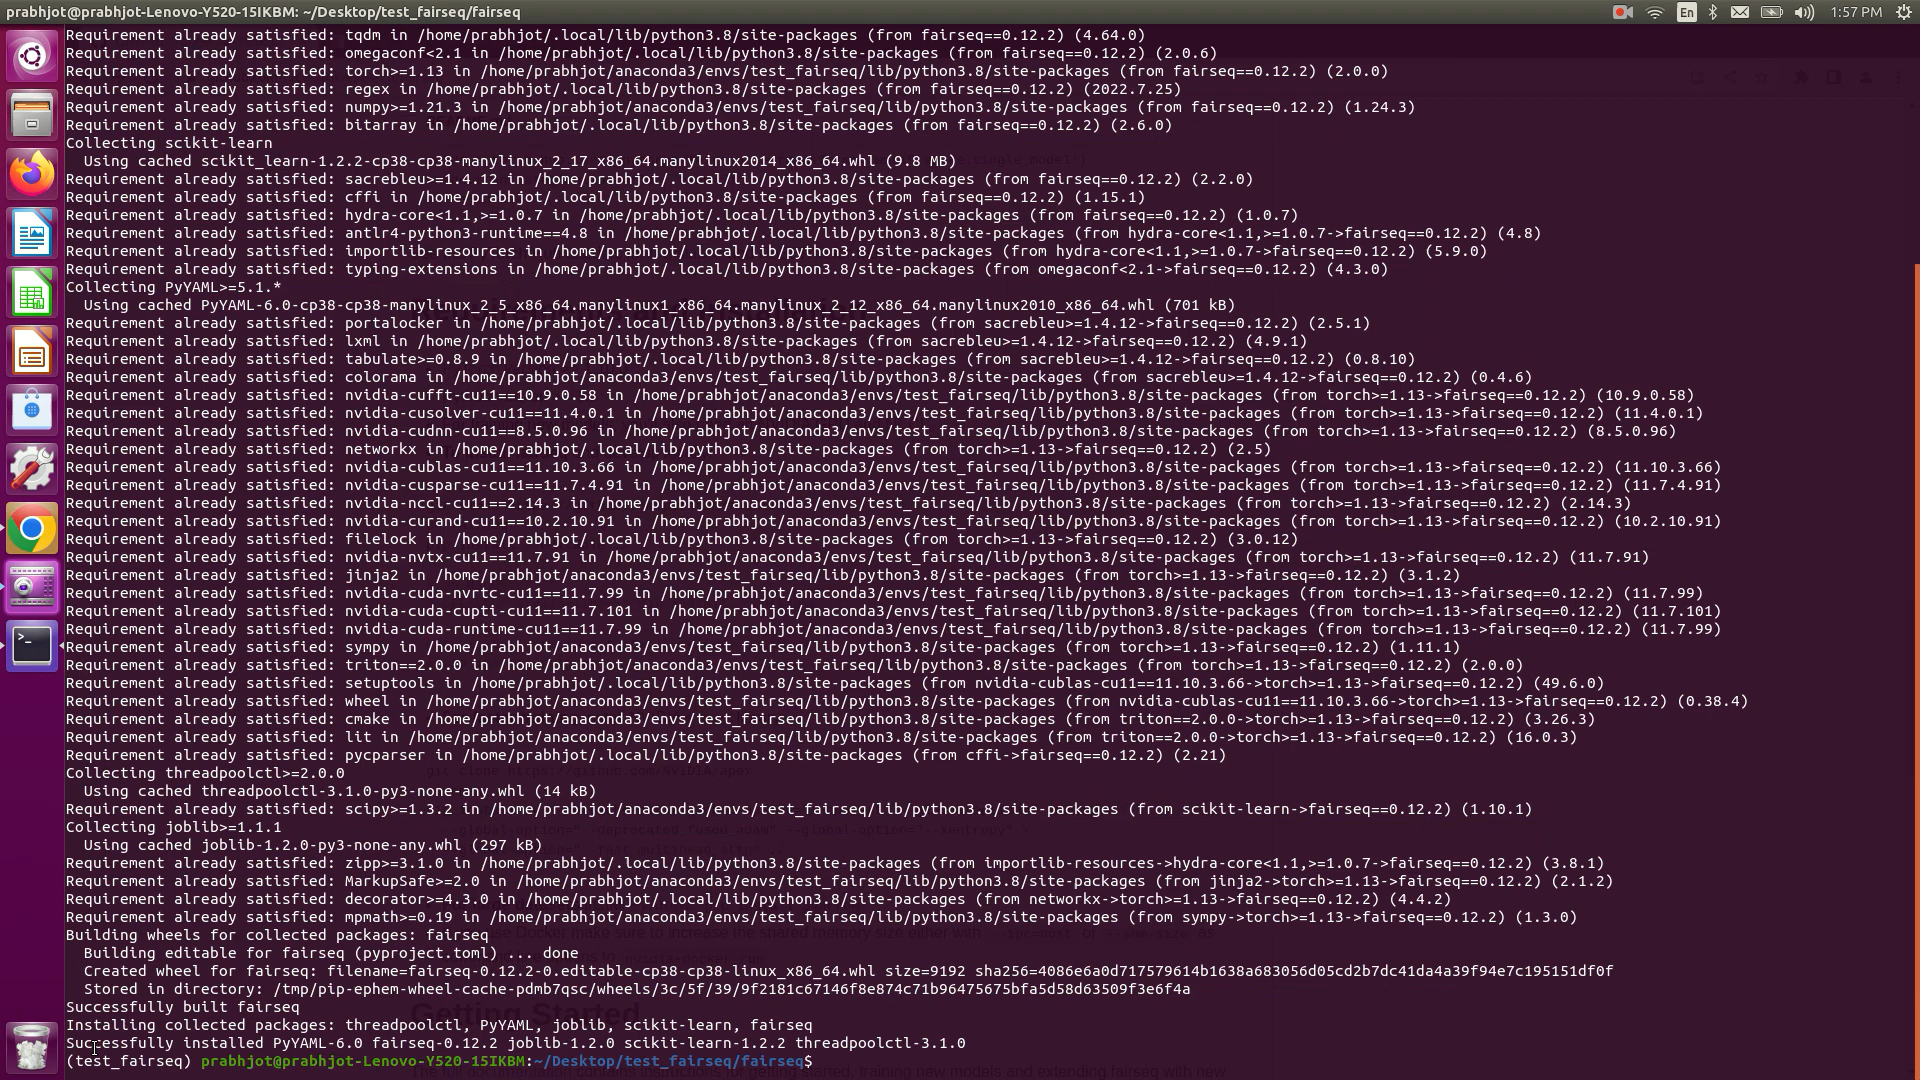 prabhjot@prabhjot-Lenovo-Y520-15IKBM: ~/Desktop/test_fairseq/fairseq
En
1:57 PM
Requirement already satisfied: tqdm in /home/prabhjot/.local/lib/python3.8/site-packages (from fairseq==0.12.2) (4.64.0)
Requirement already satisfied: omegaconf<2.1 in /home/prabhjot/.local/lib/python3.8/site-packages (from fairseq==0.12.2) (2.0.6)
Requirement already satisfied: torch>=1.13 in /home/prabhjot/anaconda3/envs/test_fairseq/lib/python3.8/site-packages (from fairseq==0.12.2) (2.0.0)
Requirement already satisfied: regex in /home/prabhjot/.local/lib/python3.8/site-packages (from fairseq==0.12.2) (2022.7.25)
Requirement already satisfied: numpy>=1.21.3 in /home/prabhjot/anaconda3/envs/test_fairseq/lib/python3.8/site-packages (from fairseq==0.12.2) (1.24.3)
Requirement already satisfied: bitarray in /home/prabhjot/.local/lib/python3.8/site-packages (from fairseq==0.12.2) (2.6.0)
Collecting scikit-learn
  Using cached scikit_learn-1.2.2-cp38-cp38-manylinux_2_17_x86_64.manylinux2014_x86_64.whl (9.8 MB)
Requirement already satisfied: sacrebleu>=1.4.12 in /home/prabhjot/.local/lib/python3.8/site-packages (from fairseq==0.12.2) (2.2.0)
Requirement already satisfied: cffi in /home/prabhjot/.local/lib/python3.8/site-packages (from fairseq==0.12.2) (1.15.1)
Requirement already satisfied: hydra-core<1.1,>=1.0.7 in /home/prabhjot/.local/lib/python3.8/site-packages (from fairseq==0.12.2) (1.0.7)
Requirement already satisfied: antlr4-python3-runtime==4.8 in /home/prabhjot/.local/lib/python3.8/site-packages (from hydra-core<1.1,>=1.0.7->fairseq==0.12.2) (4.8)
Requirement already satisfied: importlib-resources in /home/prabhjot/.local/lib/python3.8/site-packages (from hydra-core<1.1,>=1.0.7->fairseq==0.12.2) (5.9.0)
Requirement already satisfied: typing-extensions in /home/prabhjot/.local/lib/python3.8/site-packages (from omegaconf<2.1->fairseq==0.12.2) (4.3.0)
Collecting PyYAML>=5.1.*
  Using cached PyYAML-6.0-cp38-cp38-manylinux_2_5_x86_64.manylinux1_x86_64.manylinux_2_12_x86_64.manylinux2010_x86_64.whl (701 kB)
Requirement already satisfied: portalocker in /home/prabhjot/.local/lib/python3.8/site-packages (from sacrebleu>=1.4.12->fairseq==0.12.2) (2.5.1)
Requirement already satisfied: lxml in /home/prabhjot/.local/lib/python3.8/site-packages (from sacrebleu>=1.4.12->fairseq==0.12.2) (4.9.1)
Requirement already satisfied: tabulate>=0.8.9 in /home/prabhjot/.local/lib/python3.8/site-packages (from sacrebleu>=1.4.12->fairseq==0.12.2) (0.8.10)
Requirement already satisfied: colorama in /home/prabhjot/anaconda3/envs/test_fairseq/lib/python3.8/site-packages (from sacrebleu>=1.4.12->fairseq==0.12.2) (0.4.6)
Requirement already satisfied: nvidia-cufft-cu11==10.9.0.58 in /home/prabhjot/anaconda3/envs/test_fairseq/lib/python3.8/site-packages (from torch>=1.13->fairseq==0.12.2) (10.9.0.58)
Requirement already satisfied: nvidia-cusolver-cu11==11.4.0.1 in /home/prabhjot/anaconda3/envs/test_fairseq/lib/python3.8/site-packages (from torch>=1.13->fairseq==0.12.2) (11.4.0.1)
Requirement already satisfied: nvidia-cudnn-cu11==8.5.0.96 in /home/prabhjot/anaconda3/envs/test_fairseq/lib/python3.8/site-packages (from torch>=1.13->fairseq==0.12.2) (8.5.0.96)
Requirement already satisfied: networkx in /home/prabhjot/.local/lib/python3.8/site-packages (from torch>=1.13->fairseq==0.12.2) (2.5)
Requirement already satisfied: nvidia-cublas-cu11==11.10.3.66 in /home/prabhjot/anaconda3/envs/test_fairseq/lib/python3.8/site-packages (from torch>=1.13->fairseq==0.12.2) (11.10.3.66)
Requirement already satisfied: nvidia-cusparse-cu11==11.7.4.91 in /home/prabhjot/anaconda3/envs/test_fairseq/lib/python3.8/site-packages (from torch>=1.13->fairseq==0.12.2) (11.7.4.91)
Requirement already satisfied: nvidia-nccl-cu11==2.14.3 in /home/prabhjot/anaconda3/envs/test_fairseq/lib/python3.8/site-packages (from torch>=1.13->fairseq==0.12.2) (2.14.3)
Requirement already satisfied: nvidia-curand-cu11==10.2.10.91 in /home/prabhjot/anaconda3/envs/test_fairseq/lib/python3.8/site-packages (from torch>=1.13->fairseq==0.12.2) (10.2.10.91)
Requirement already satisfied: filelock in /home/prabhjot/.local/lib/python3.8/site-packages (from torch>=1.13->fairseq==0.12.2) (3.0.12)
Requirement already satisfied: nvidia-nvtx-cu11==11.7.91 in /home/prabhjot/anaconda3/envs/test_fairseq/lib/python3.8/site-packages (from torch>=1.13->fairseq==0.12.2) (11.7.91)
Requirement already satisfied: jinja2 in /home/prabhjot/anaconda3/envs/test_fairseq/lib/python3.8/site-packages (from torch>=1.13->fairseq==0.12.2) (3.1.2)
Requirement already satisfied: nvidia-cuda-nvrtc-cu11==11.7.99 in /home/prabhjot/anaconda3/envs/test_fairseq/lib/python3.8/site-packages (from torch>=1.13->fairseq==0.12.2) (11.7.99)
Requirement already satisfied: nvidia-cuda-cupti-cu11==11.7.101 in /home/prabhjot/anaconda3/envs/test_fairseq/lib/python3.8/site-packages (from torch>=1.13->fairseq==0.12.2) (11.7.101)
Requirement already satisfied: nvidia-cuda-runtime-cu11==11.7.99 in /home/prabhjot/anaconda3/envs/test_fairseq/lib/python3.8/site-packages (from torch>=1.13->fairseq==0.12.2) (11.7.99)
Requirement already satisfied: sympy in /home/prabhjot/anaconda3/envs/test_fairseq/lib/python3.8/site-packages (from torch>=1.13->fairseq==0.12.2) (1.11.1)
Requirement already satisfied: triton==2.0.0 in /home/prabhjot/anaconda3/envs/test_fairseq/lib/python3.8/site-packages (from torch>=1.13->fairseq==0.12.2) (2.0.0)
Requirement already satisfied: setuptools in /home/prabhjot/.local/lib/python3.8/site-packages (from nvidia-cublas-cu11==11.10.3.66->torch>=1.13->fairseq==0.12.2) (49.6.0)
Requirement already satisfied: wheel in /home/prabhjot/anaconda3/envs/test_fairseq/lib/python3.8/site-packages (from nvidia-cublas-cu11==11.10.3.66->torch>=1.13->fairseq==0.12.2) (0.38.4)
Requirement already satisfied: cmake in /home/prabhjot/anaconda3/envs/test_fairseq/lib/python3.8/site-packages (from triton==2.0.0->torch>=1.13->fairseq==0.12.2) (3.26.3)
Requirement already satisfied: lit in /home/prabhjot/anaconda3/envs/test_fairseq/lib/python3.8/site-packages (from triton==2.0.0->torch>=1.13->fairseq==0.12.2) (16.0.3)
Requirement already satisfied: pycparser in /home/prabhjot/.local/lib/python3.8/site-packages (from cffi->fairseq==0.12.2) (2.21)
Collecting threadpoolctl>=2.0.0
  Using cached threadpoolctl-3.1.0-py3-none-any.whl (14 kB)
Requirement already satisfied: scipy>=1.3.2 in /home/prabhjot/anaconda3/envs/test_fairseq/lib/python3.8/site-packages (from scikit-learn->fairseq==0.12.2) (1.10.1)
Collecting joblib>=1.1.1
  Using cached joblib-1.2.0-py3-none-any.whl (297 kB)
Requirement already satisfied: zipp>=3.1.0 in /home/prabhjot/.local/lib/python3.8/site-packages (from importlib-resources->hydra-core<1.1,>=1.0.7->fairseq==0.12.2) (3.8.1)
Requirement already satisfied: MarkupSafe>=2.0 in /home/prabhjot/anaconda3/envs/test_fairseq/lib/python3.8/site-packages (from jinja2->torch>=1.13->fairseq==0.12.2) (2.1.2)
Requirement already satisfied: decorator>=4.3.0 in /home/prabhjot/.local/lib/python3.8/site-packages (from networkx->torch>=1.13->fairseq==0.12.2) (4.4.2)
Requirement already satisfied: mpmath>=0.19 in /home/prabhjot/anaconda3/envs/test_fairseq/lib/python3.8/site-packages (from sympy->torch>=1.13->fairseq==0.12.2) (1.3.0)
Building wheels for collected packages: fairseq
  Building editable for fairseq (pyproject.toml) ... done
  Created wheel for fairseq: filename=fairseq-0.12.2-0.editable-cp38-cp38-linux_x86_64.whl size=9192 sha256=4086e6a0d717579614b1638a683056d05cd2b7dc41da4a39f94e7c195151df0f
  Stored in directory: /tmp/pip-ephem-wheel-cache-pdmb7qsc/wheels/3c/5f/39/9f2181c67146f8e874c71b96475675bfa5d58d63509f3e6f4a
Successfully built fairseq
Installing collected packages: threadpoolctl, PyYAML, joblib, scikit-learn, fairseq
Successfully installed PyYAML-6.0 fairseq-0.12.2 joblib-1.2.0 scikit-learn-1.2.2 threadpoolctl-3.1.0
(test_fairseq) prabhjot@prabhjot-Lenovo-Y520-15IKBM:~/Desktop/test_fairseq/fairseq$